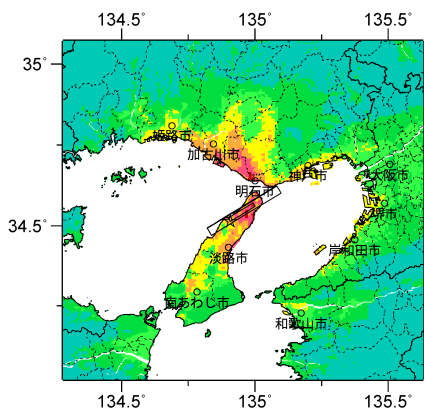 134.5° 135° 135.5°
35°
姫路市
加古川市
神戸市
大阪市
明石市
堺市
34.5°
岸和田市
淡路市
南あわじ市
和歌山市
134.5° 135° 135.5°